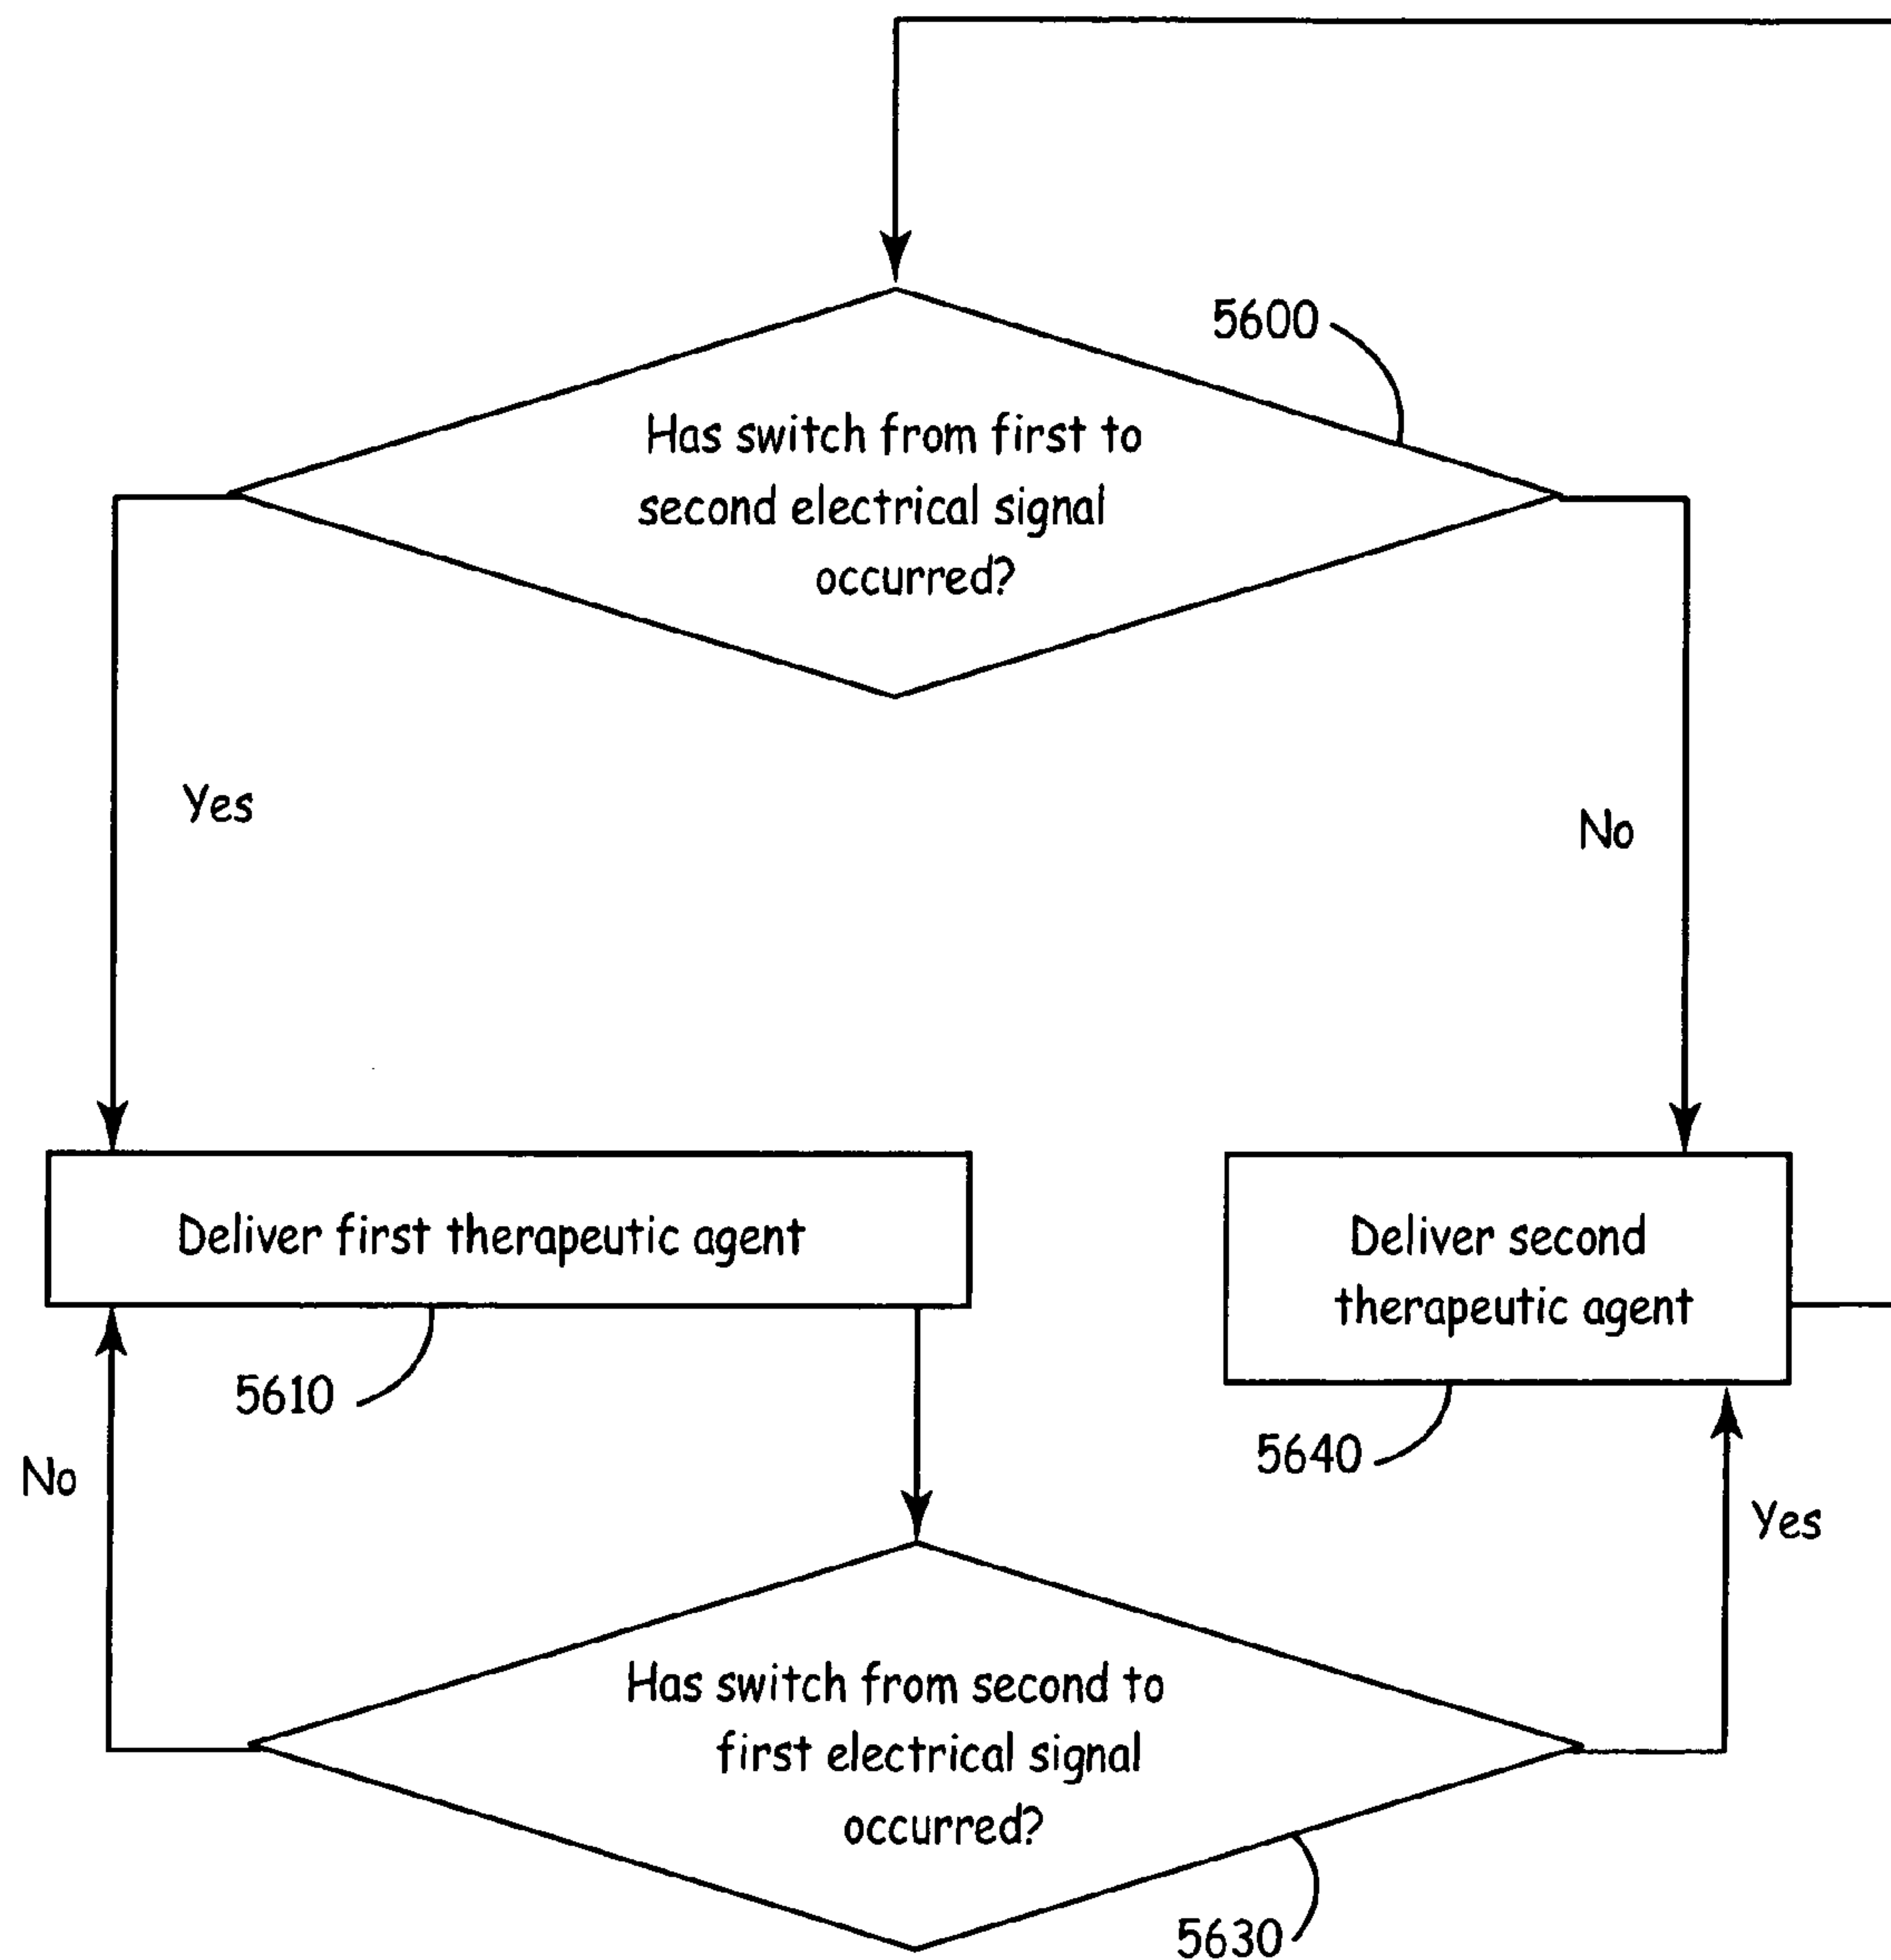 5600
Has switch from first to
second electrical signal
occurred?
Yes
No
Deliver first therapeutic agent
Deliver second
therapeutic agent
5610
5640
No
Yes
Has switch from second to
first electrical signal
occurred?
5630